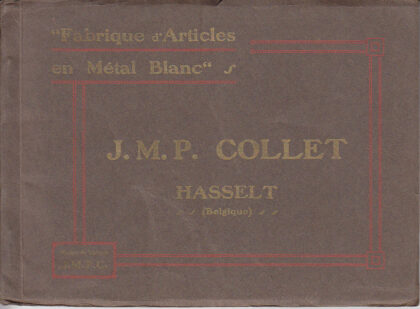 "Fabrique d'Articles
en Métal Blanc"
J. M. P. COLLET
HASSELT
(Belgique)